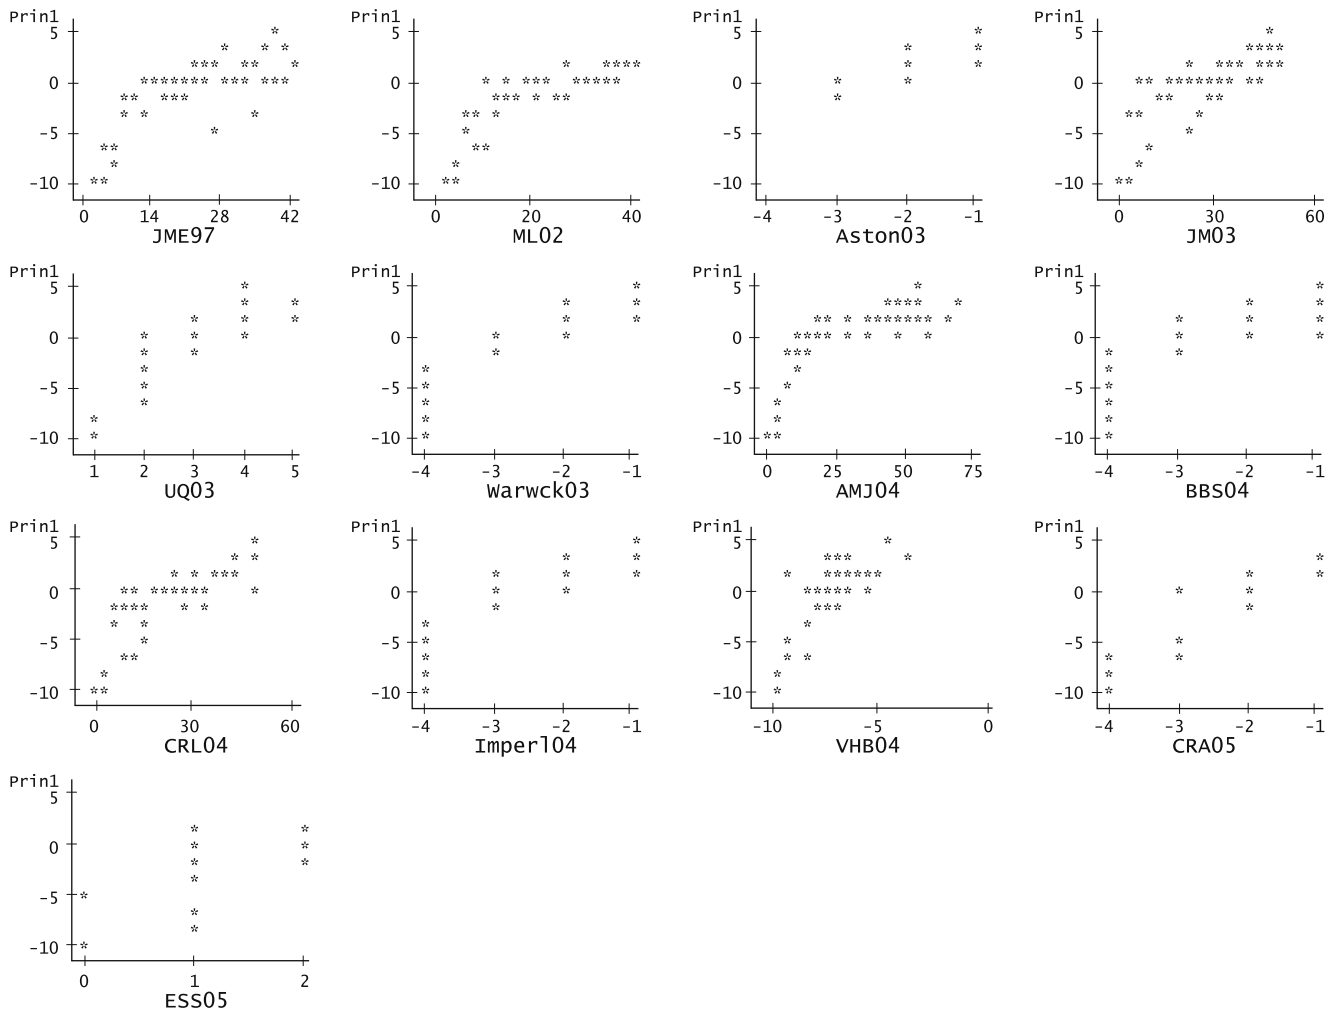 Prin1 Prin1 Prin1 Prin1
5 5 5 5
0 0 0 0
-5 -5 -5 -5
-10 -10 -10 -10
0 14 28 42 0 20 40 -4 -3 -2 -1 0 30 60
JME97 ML02 Aston03 JM03
Prin1 Prin1 Prin1 Prin1
5 5 5 5
0 0 0 0
-5 -5 -5 -5
-10 -10 -10 -10
1 2 3 4 5 -4 -3 -2 -1 0 25 50 75 -4 -3 -2 -1
UQ03 Warwck03 AMJ04 BBS04
Prin1 Prin1 Prin1 Prin1
5 5 5 5
0 0 0 0
-5 -5 -5 -5
-10 -10 -10 -10
0 30 60 -4 -3 -2 -1 -10 -5 0 -4 -3 -2 -1
CRL04 Imperl04 VHB04 CRA05
Prin1
5
0
-5
-10
0 1 2
ESS05